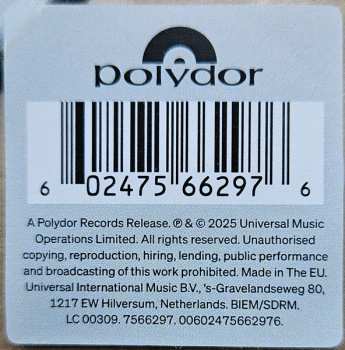 polydor
6 02475 66297 6
A Polydor Records Release. ℗ & © 2025 Universal Music
Operations Limited. All rights reserved. Unauthorised
copying, reproduction, hiring, lending, public performance
and broadcasting of this work prohibited. Made in The EU.
Universal International Music B.V., 's-Gravelandseweg 80,
1217 EW Hilversum, Netherlands. BIEM/SDRM.
LC 00309. 7566297. 00602475662976.